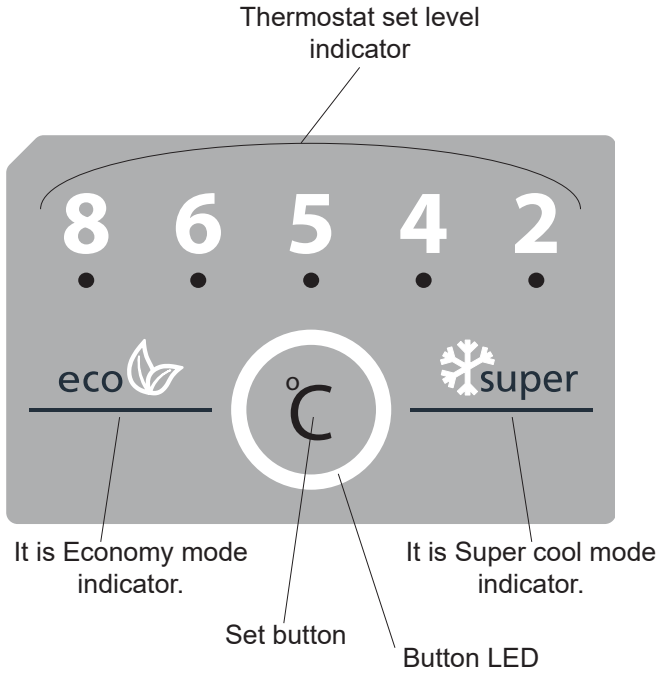 Thermostat set level
indicator
8 6 5 4 2
eco
°C
super
It is Economy mode
indicator.
It is Super cool mode
indicator.
Set button
Button LED